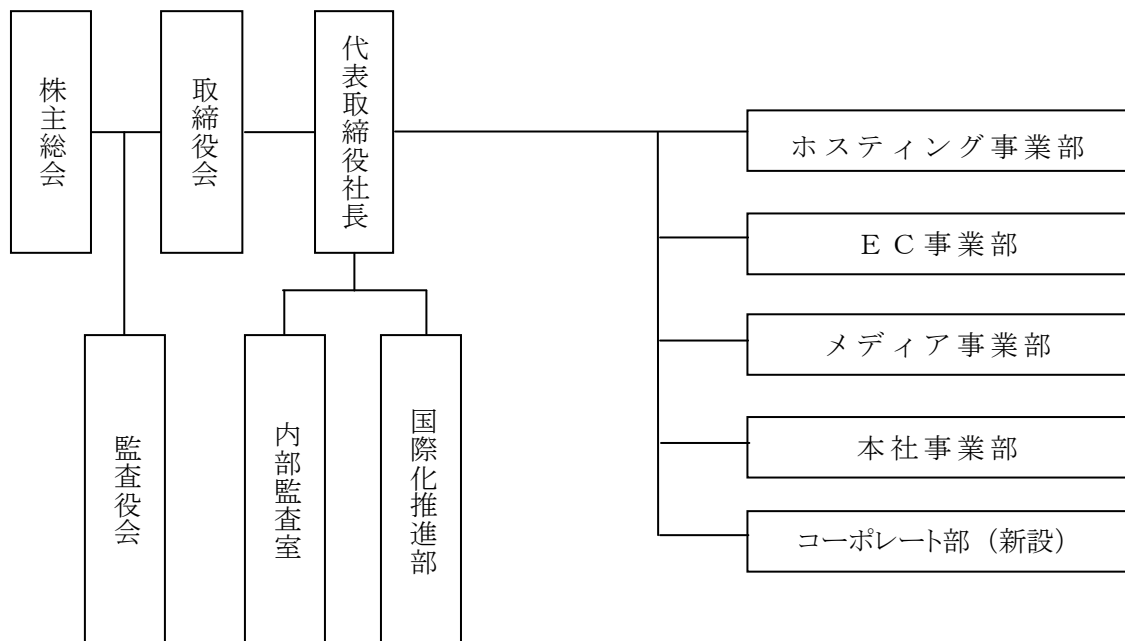 株主総会
取締役会
代表取締役社長
監査役会
内部監査室
国際化推進部
ホスティング事業部
ＥＣ事業部
メディア事業部
本社事業部
コーポレート部（新設）